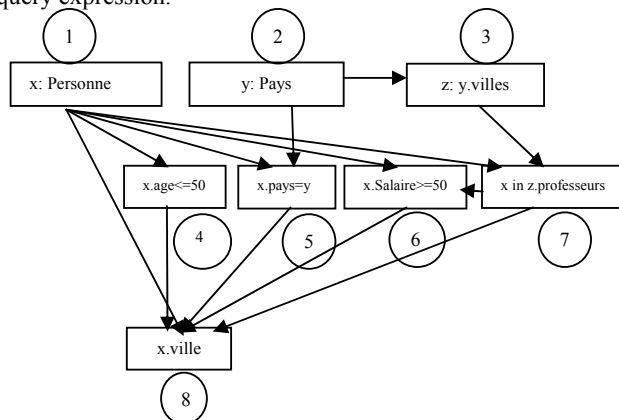 query expression.
1
2
3
x: Personne
y: Pays
z: y.villes
x.age<=50
x.pays=y
x.Salaire>=50
x in z.professeurs
4
5
6
7
x.ville
8